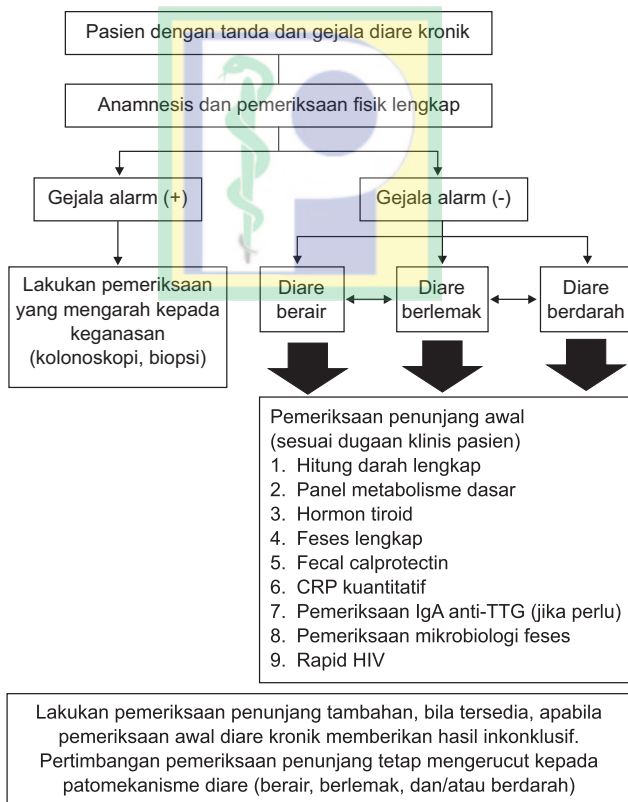 Pasien dengan tanda dan gejala diare kronik
Anamnesis dan pemeriksaan fisik lengkap
Gejala alarm (+)
Gejala alarm (-)
Lakukan pemeriksaan
yang mengarah kepada
keganasan
(kolonoskopi, biopsi)
Diare
berair
Diare
berlemak
Diare
berdarah
Pemeriksaan penunjang awal
(sesuai dugaan klinis pasien)
1. Hitung darah lengkap
2. Panel metabolisme dasar
3. Hormon tiroid
4. Feses lengkap
5. Fecal calprotectin
6. CRP kuantitatif
7. Pemeriksaan IgA anti-TTG (jika perlu)
8. Pemeriksaan mikrobiologi feses
9. Rapid HIV
Lakukan pemeriksaan penunjang tambahan, bila tersedia, apabila
pemeriksaan awal diare kronik memberikan hasil inkonklusif.
Pertimbangan pemeriksaan penunjang tetap mengerucut kepada
patomekanisme diare (berair, berlemak, dan/atau berdarah)